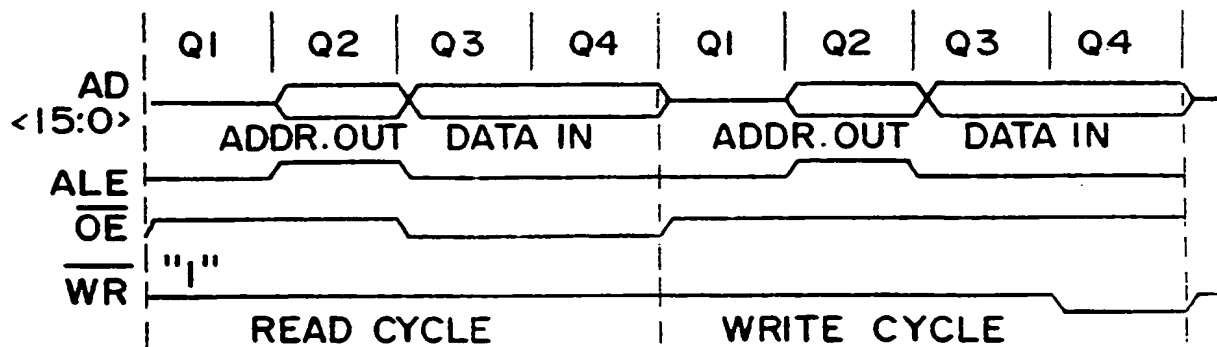 Q1 Q2 Q3 Q4 Q1 Q2 Q3 Q4
AD
<15:0>
ADDR.OUT DATA IN ADDR.OUT DATA IN
ALE
OE
"1"
WR
READ CYCLE WRITE CYCLE